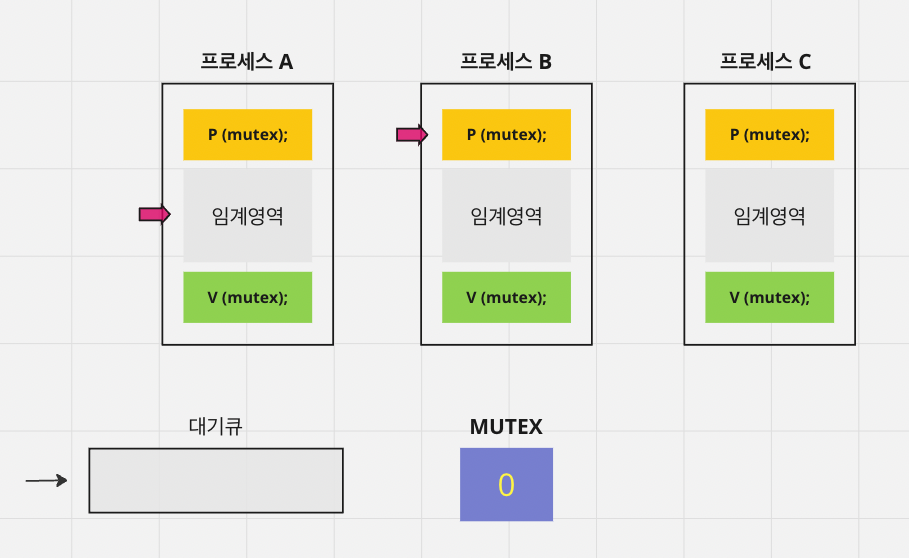 프로세스 A
프로세스 B
프로세스 C
P (mutex);
P (mutex);
P (mutex);
임계영역
임계영역
임계영역
V (mutex);
V (mutex);
V (mutex);
대기큐
MUTEX
0